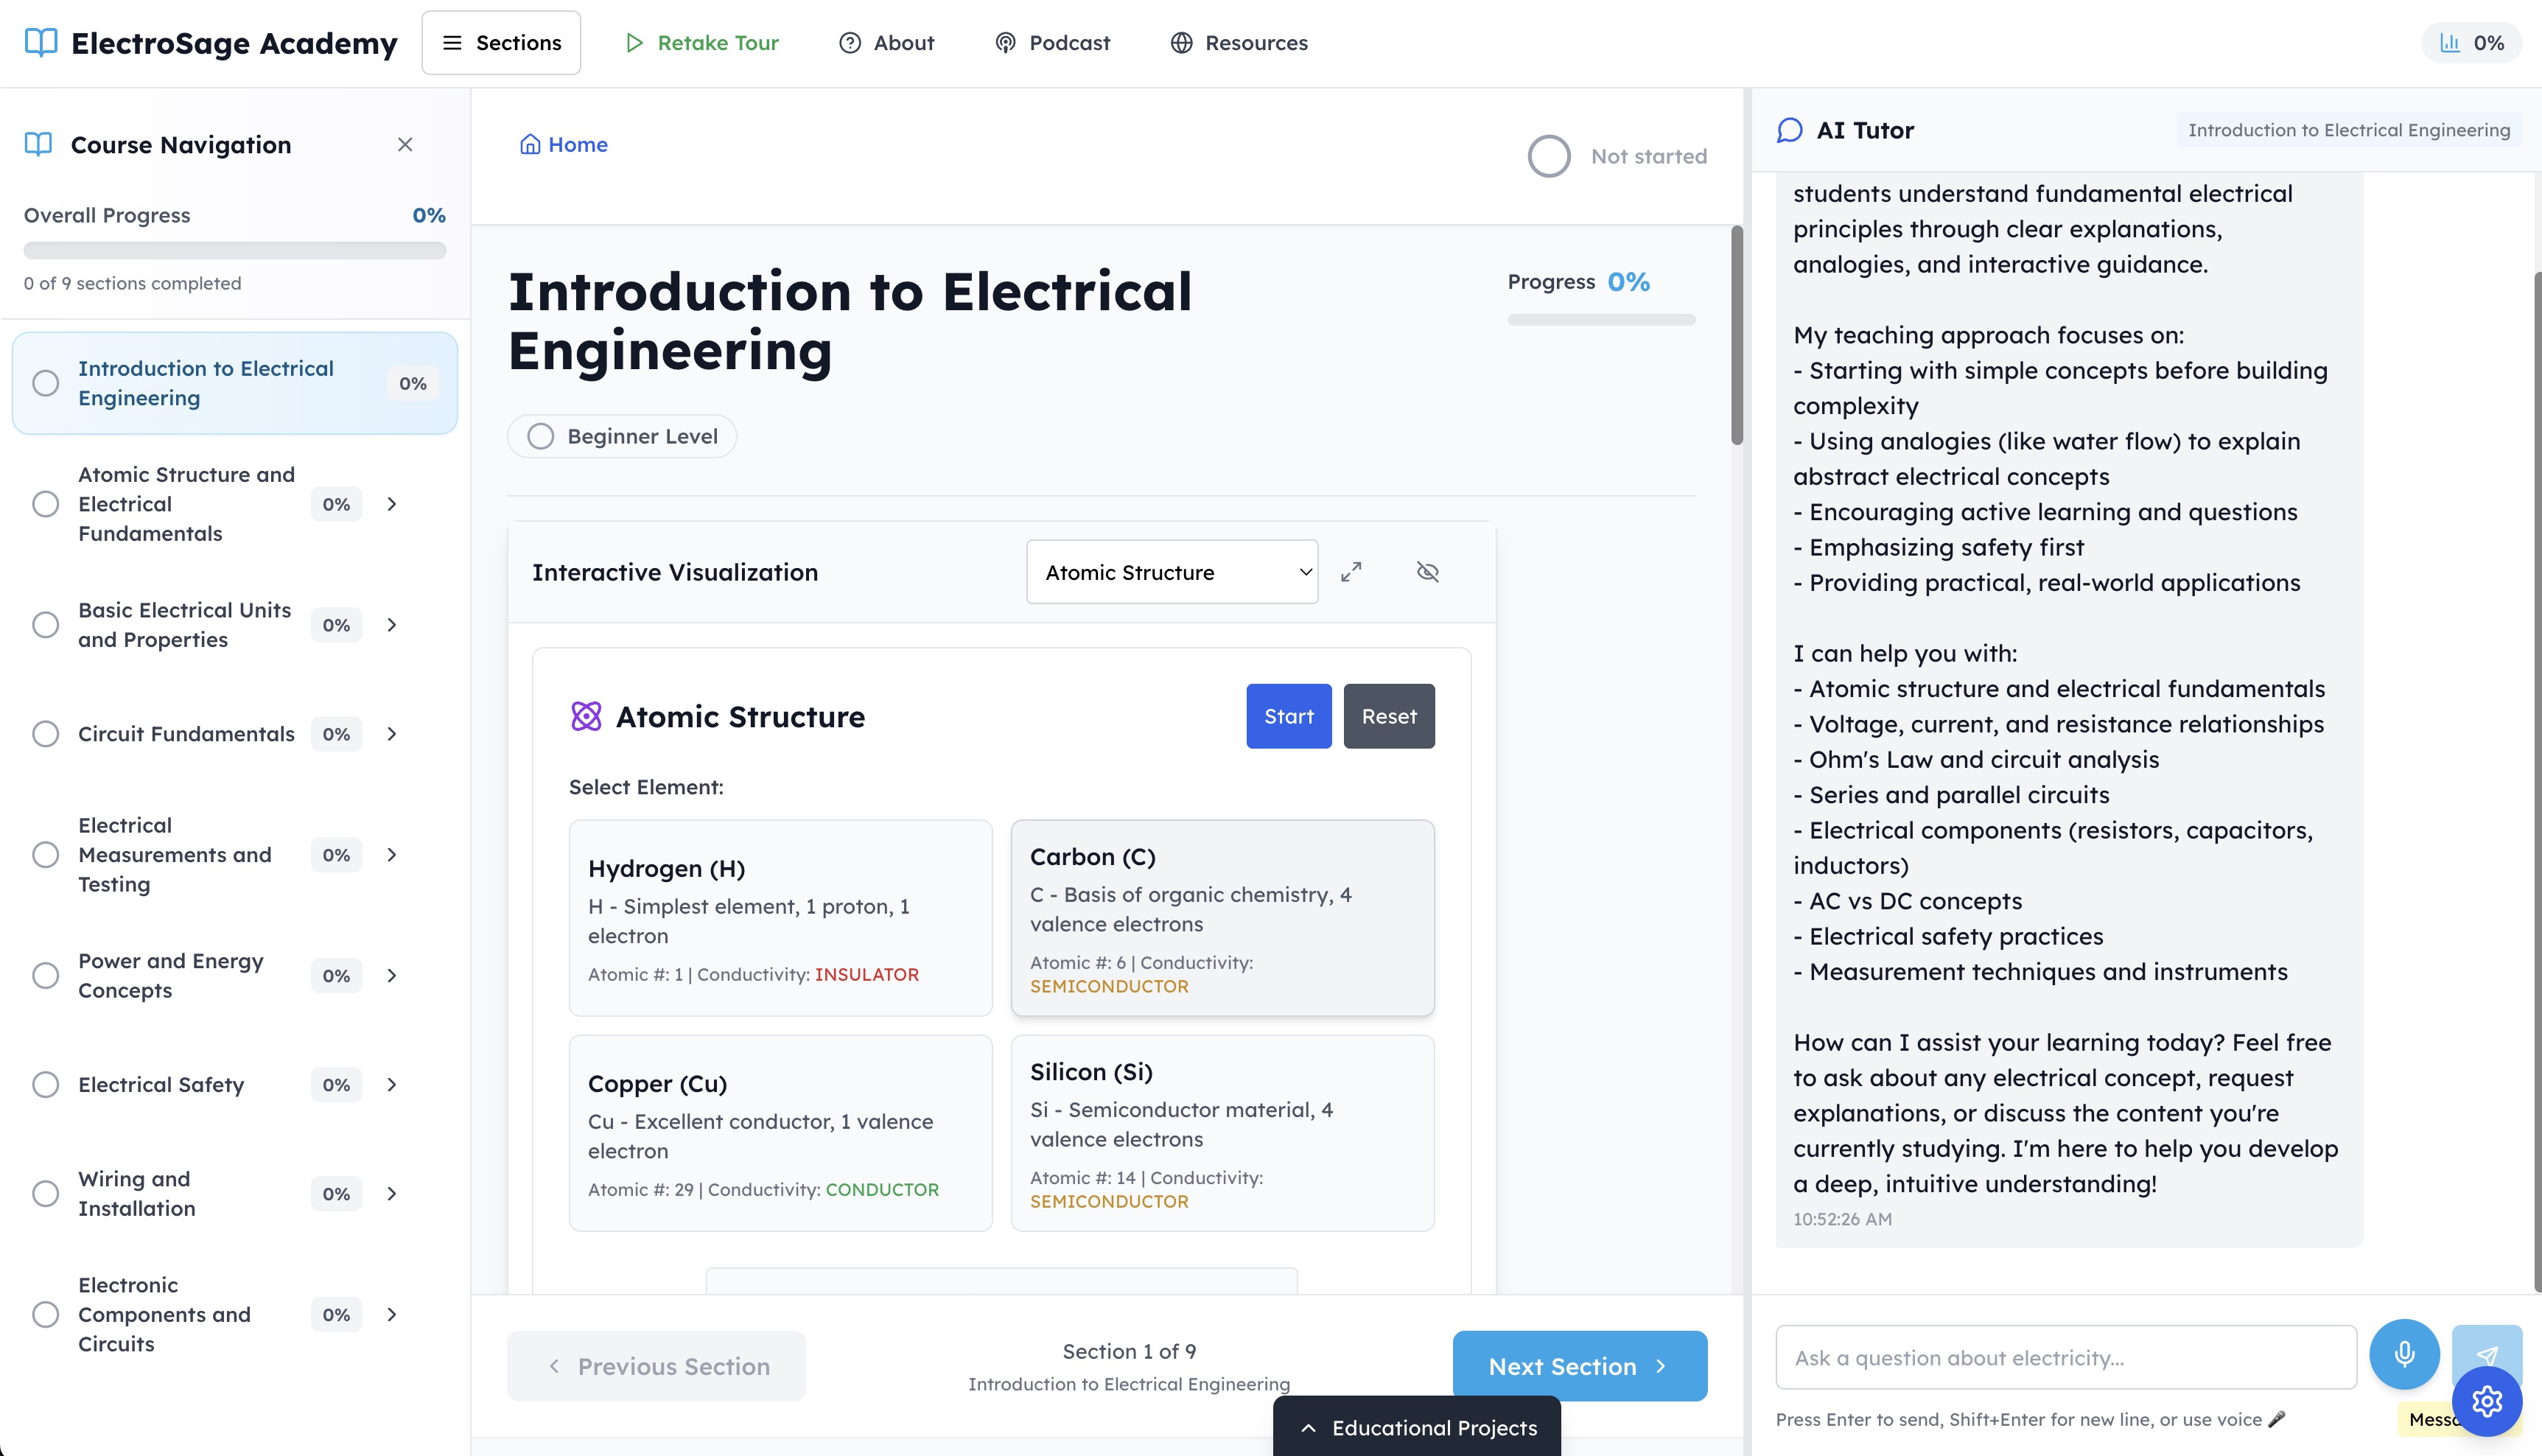 ElectroSage Academy
Sections
Retake Tour
About
Podcast
Resources
0%
Course Navigation
Overall Progress
0%
0 of 9 sections completed
Introduction to Electrical
Engineering
0%
Atomic Structure and
Electrical
Fundamentals
0%
Basic Electrical Units
and Properties
0%
Circuit Fundamentals
0%
Electrical
Measurements and
Testing
0%
Power and Energy
Concepts
0%
Electrical Safety
0%
Wiring and
Installation
0%
Electronic
Components and
Circuits
0%
Home
Not started
Introduction to Electrical
Engineering
Progress 0%
Beginner Level
Interactive Visualization
Atomic Structure
Atomic Structure
Start
Reset
Select Element:
Hydrogen (H)
H - Simplest element, 1 proton, 1
electron
Atomic #: 1 | Conductivity: INSULATOR
Carbon (C)
C - Basis of organic chemistry, 4
valence electrons
Atomic #: 6 | Conductivity:
SEMICONDUCTOR
Copper (Cu)
Cu - Excellent conductor, 1 valence
electron
Atomic #: 29 | Conductivity: CONDUCTOR
Silicon (Si)
Si - Semiconductor material, 4
valence electrons
Atomic #: 14 | Conductivity:
SEMICONDUCTOR
Previous Section
Section 1 of 9
Introduction to Electrical Engineering
Next Section
Educational Projects
AI Tutor
Introduction to Electrical Engineering
students understand fundamental electrical
principles through clear explanations,
analogies, and interactive guidance.
My teaching approach focuses on:
- Starting with simple concepts before building
complexity
- Using analogies (like water flow) to explain
abstract electrical concepts
- Encouraging active learning and questions
- Emphasizing safety first
- Providing practical, real-world applications
I can help you with:
- Atomic structure and electrical fundamentals
- Voltage, current, and resistance relationships
- Ohm's Law and circuit analysis
- Series and parallel circuits
- Electrical components (resistors, capacitors,
inductors)
- AC vs DC concepts
- Electrical safety practices
- Measurement techniques and instruments
How can I assist your learning today? Feel free
to ask about any electrical concept, request
explanations, or discuss the content you're
currently studying. I'm here to help you develop
a deep, intuitive understanding!
10:52:26 AM
Ask a question about electricity...
Press Enter to send, Shift+Enter for new line, or use voice 🎤